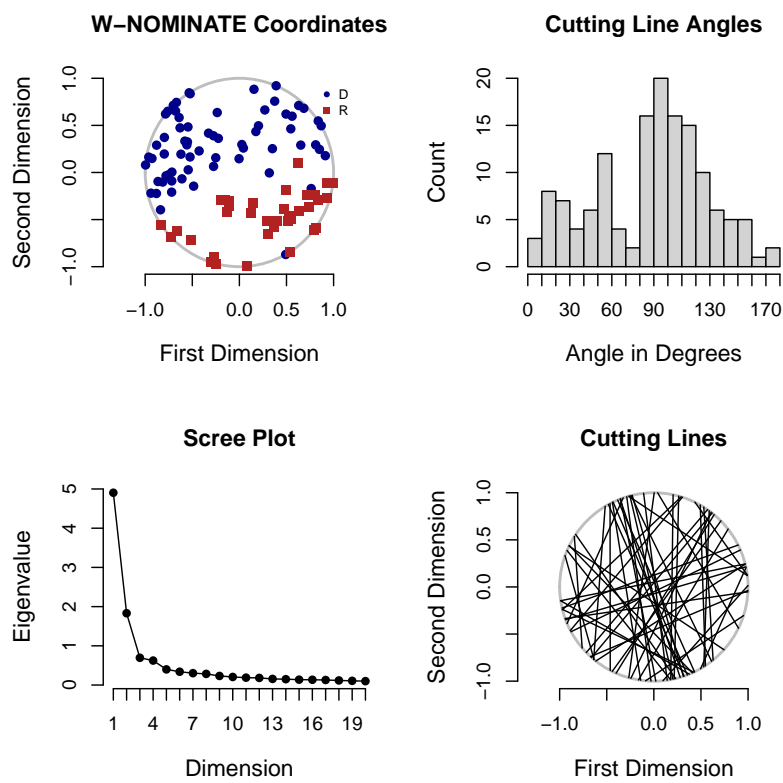 W−NOMINATE Coordinates
Second Dimension
1.0
0.5
0.0
−1.0
D
R
−1.0
0.0
0.5
1.0
First Dimension
Cutting Line Angles
Count
20
15
10
5
0
0
30
60
90
130
170
Angle in Degrees
Scree Plot
Eigenvalue
5
4
3
2
1
0
1
4
7
10
13
16
19
Dimension
Cutting Lines
Second Dimension
1.0
0.5
0.0
−1.0
−1.0
0.0
0.5
1.0
First Dimension